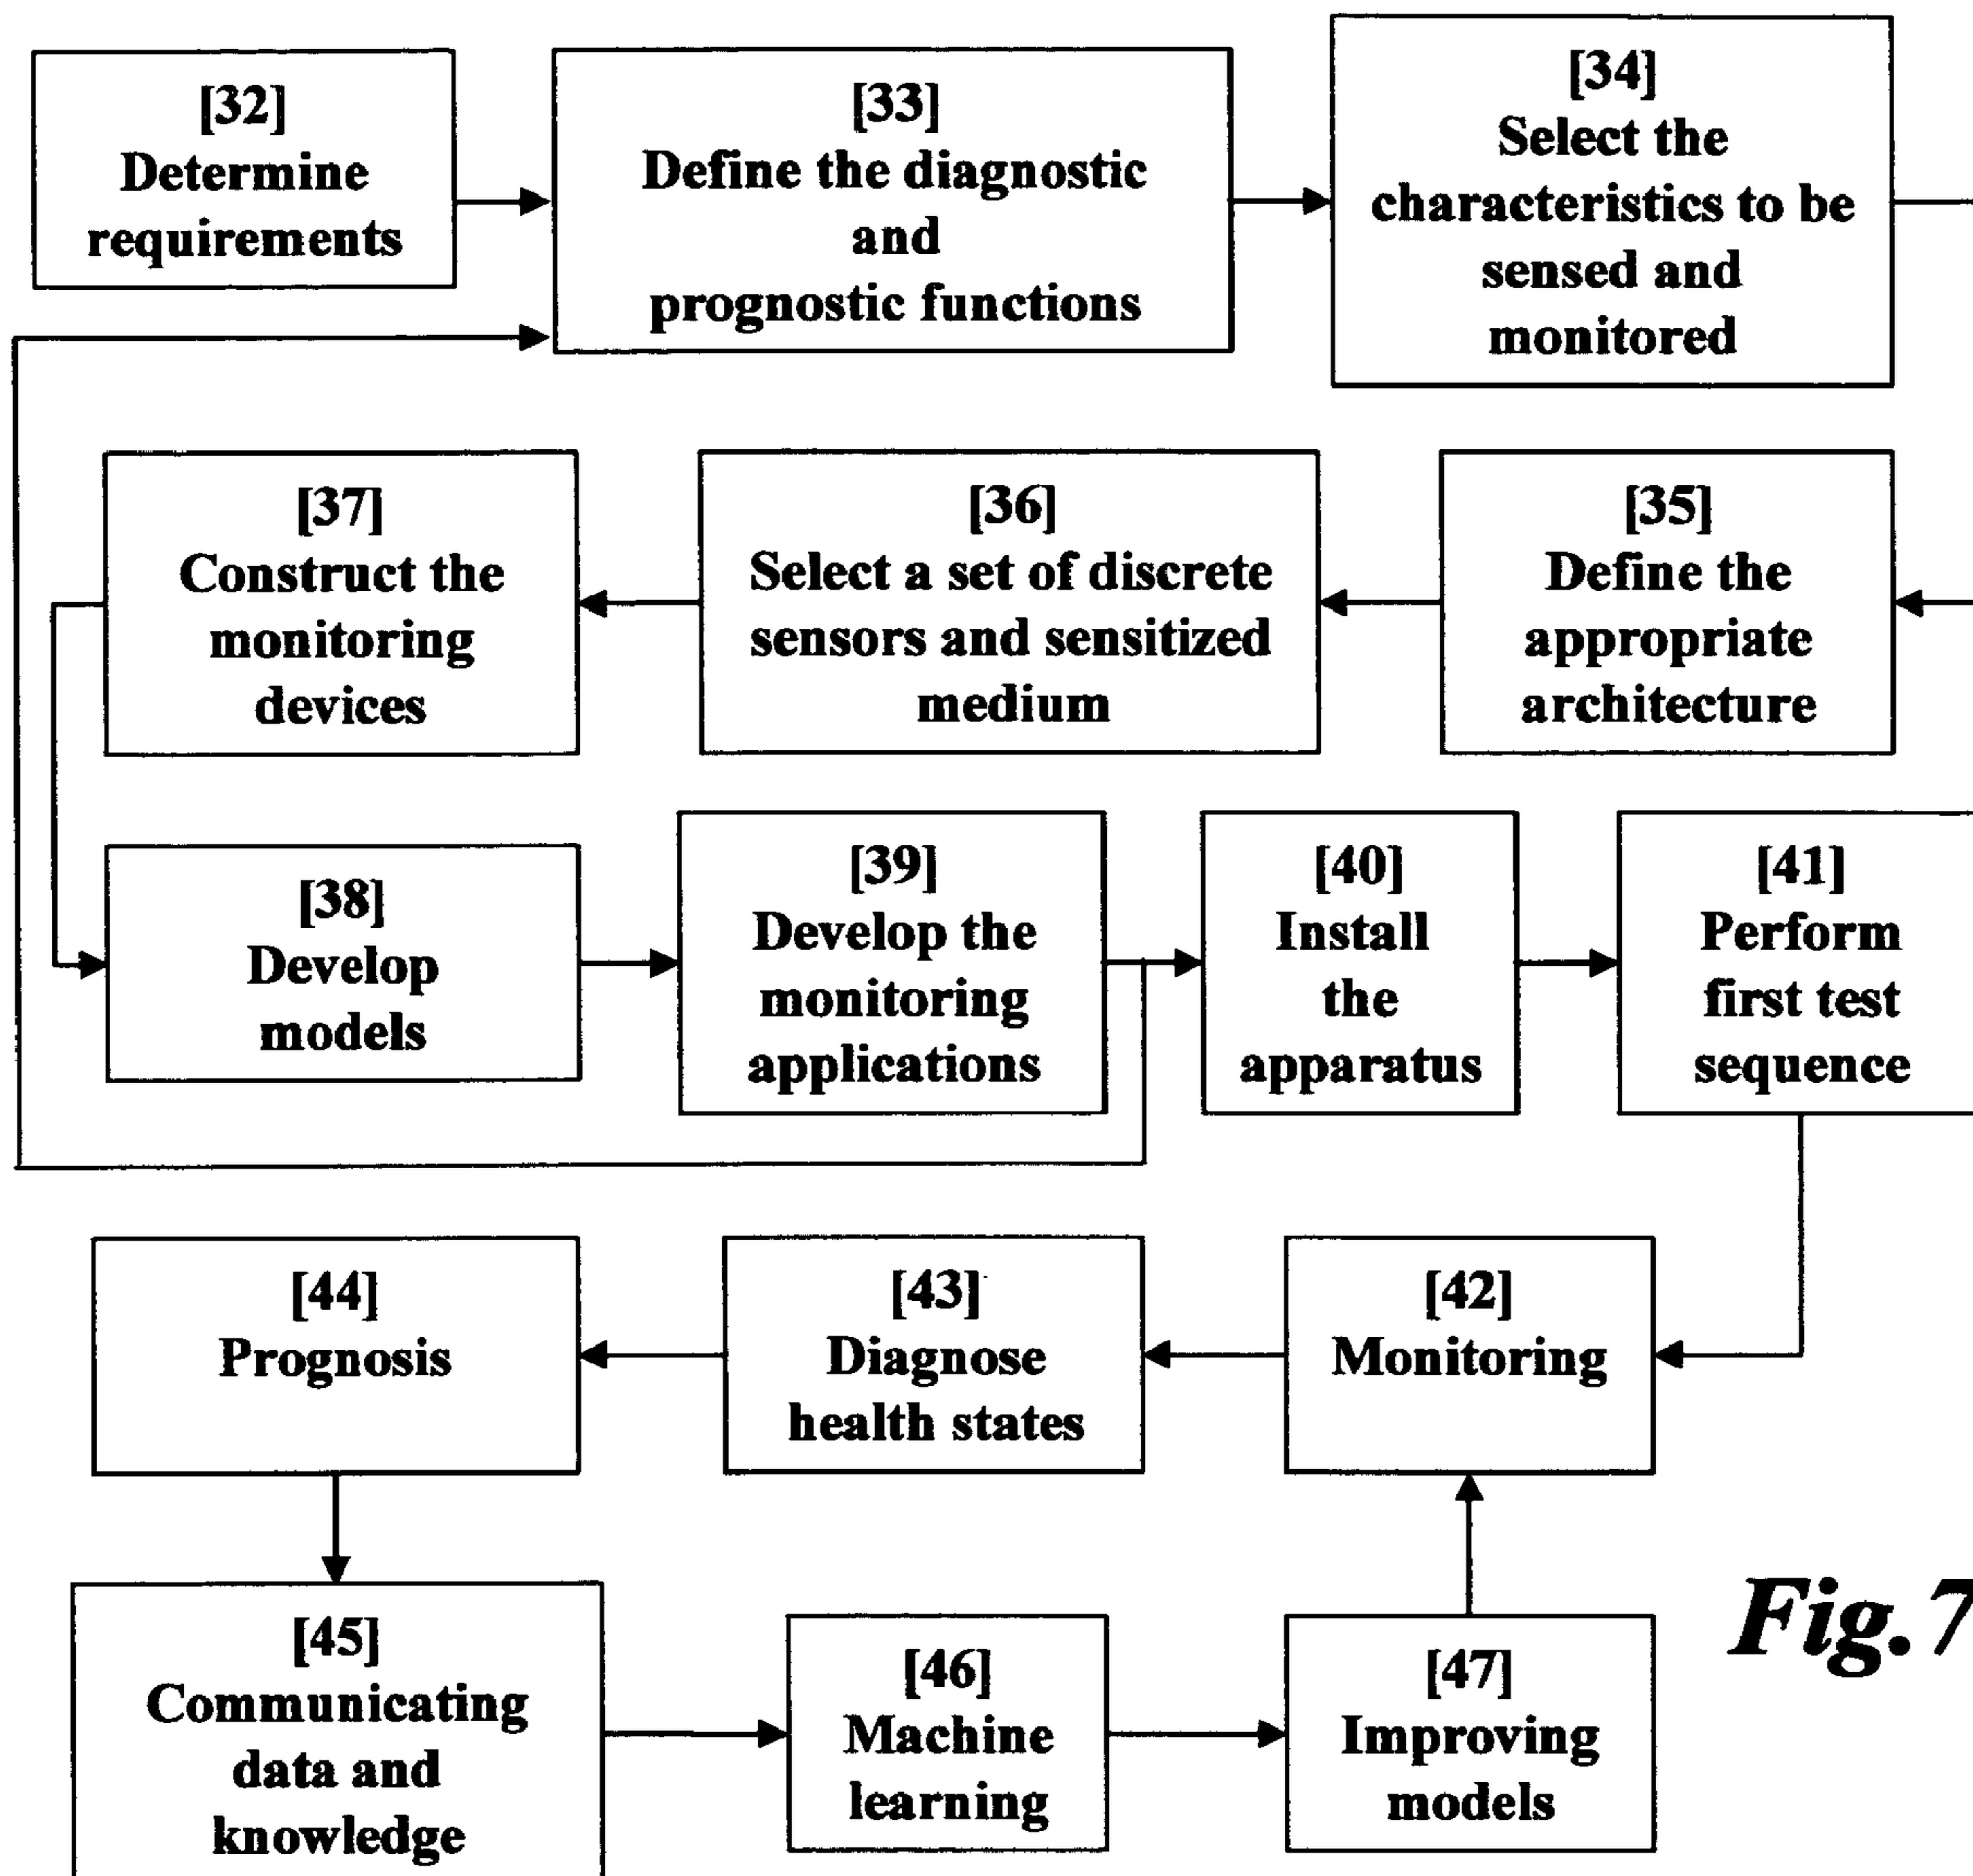 [32]
Determine
requirements
[33]
Define the diagnostic
and
prognostic functions
[34]
Select the
characteristics to be
sensed and
monitored
[37]
Construct the
monitoring
devices
[36]
Select a set of discrete
sensors and sensitized
medium
[35]
Define the
appropriate
architecture
[38]
Develop
models
[39]
Develop the
monitoring
applications
[40]
Install
the
apparatus
[41]
Perform
first test
sequence
[44]
Prognosis
[43]
Diagnose
health states
[42]
Monitoring
[45]
Communicating
data and
knowledge
[46]
Machine
learning
[47]
Improving
models
Fig.7